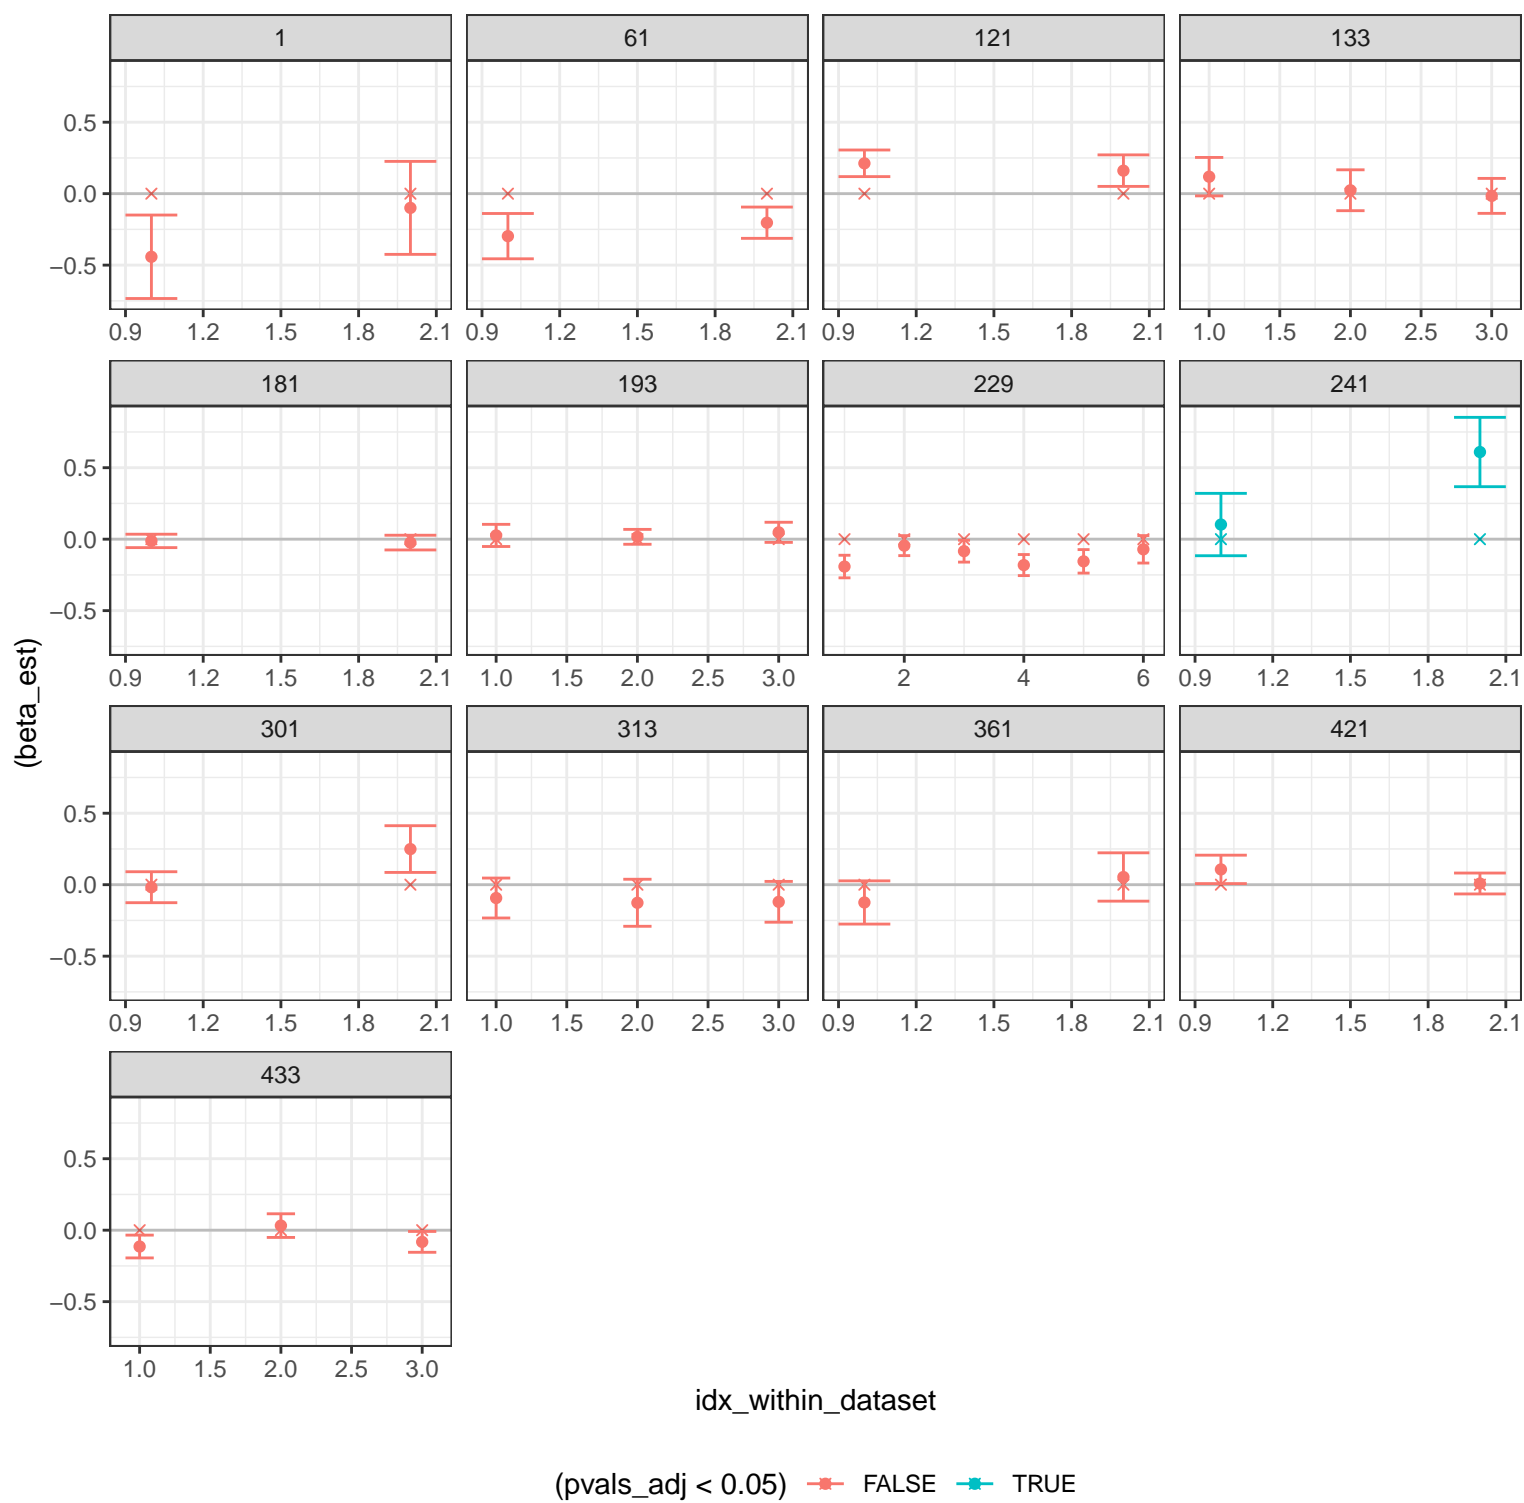 1 61 121 133
0.5
0.0
−0.5
0.9 1.2 1.5 1.8 2.1 0.9 1.2 1.5 1.8 2.1 0.9 1.2 1.5 1.8 2.1 1.0 1.5 2.0 2.5 3.0
181 193 229 241
0.5
0.0
−0.5
0.9 1.2 1.5 1.8 2.1 1.0 1.5 2.0 2.5 3.0 2 4 6 0.9 1.2 1.5 1.8 2.1
(beta_est)
301 313 361 421
0.5
0.0
−0.5
0.9 1.2 1.5 1.8 2.1 1.0 1.5 2.0 2.5 3.0 0.9 1.2 1.5 1.8 2.1 0.9 1.2 1.5 1.8 2.1
433
0.5
0.0
−0.5
1.0 1.5 2.0 2.5 3.0
idx_within_dataset
(pvals_adj < 0.05) FALSE TRUE